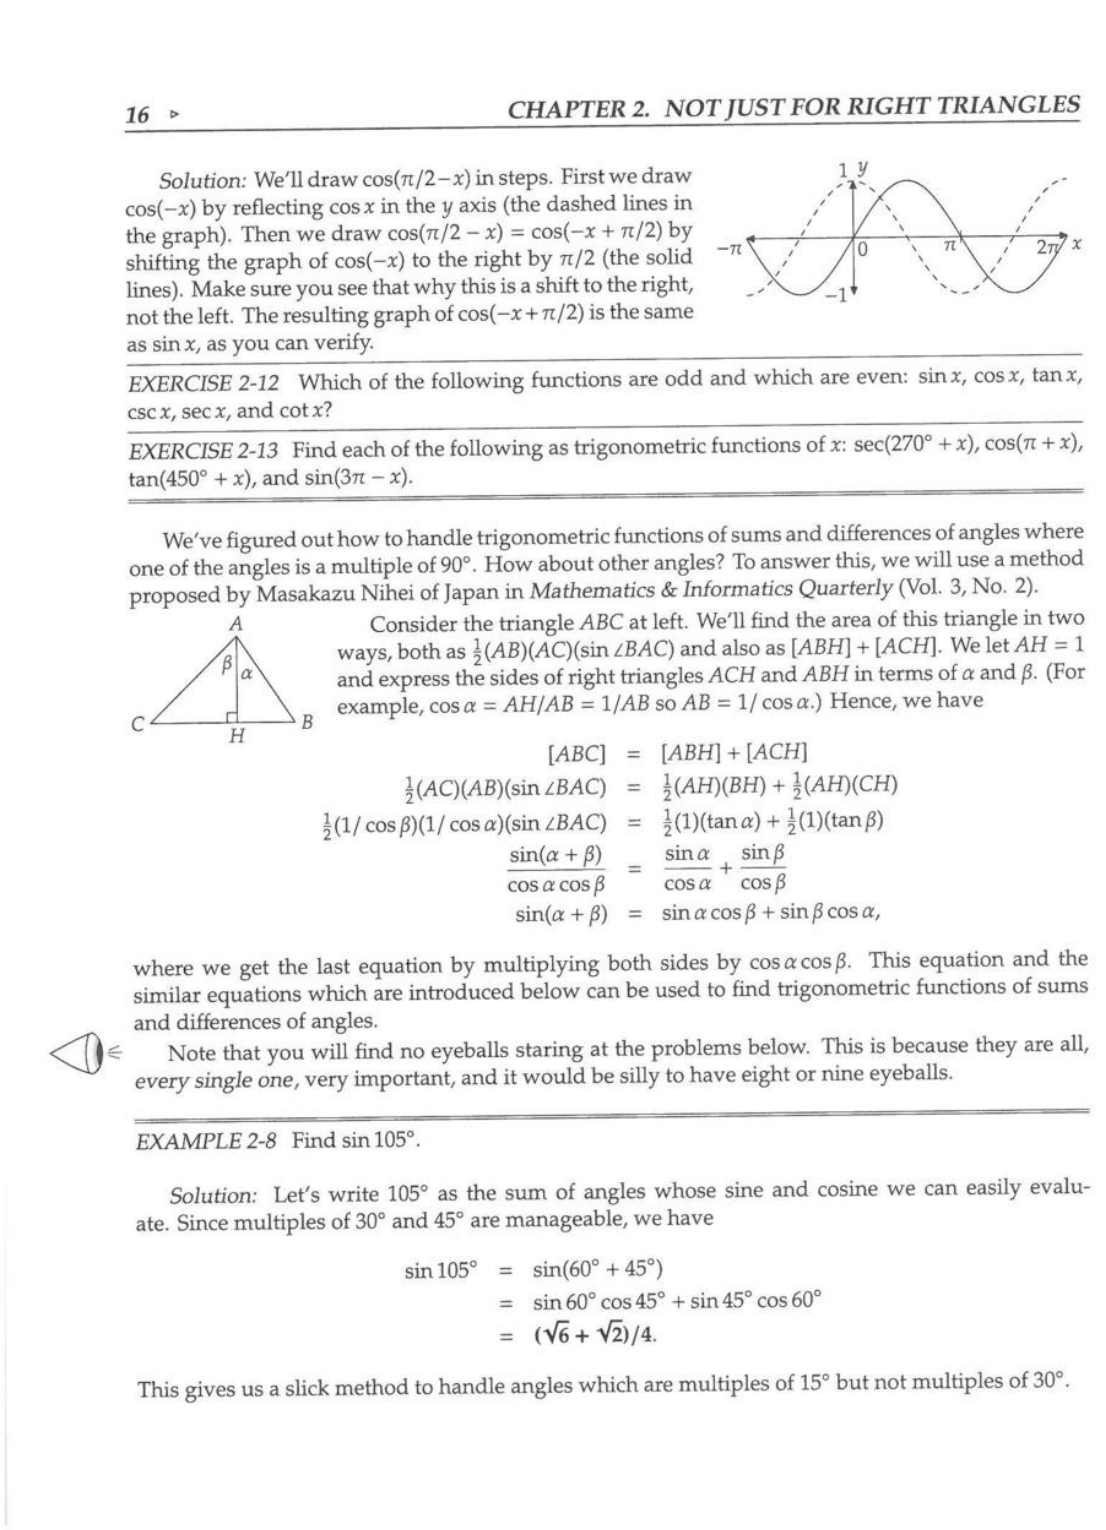 16 ▷ CHAPTER 2. NOT JUST FOR RIGHT TRIANGLES
Solution: We'll draw cos(π/2−x) in steps. First we draw
cos(−x) by reflecting cos x in the y axis (the dashed lines in
the graph). Then we draw cos(π/2 − x) = cos(−x + π/2) by
shifting the graph of cos(−x) to the right by π/2 (the solid
lines). Make sure you see that why this is a shift to the right,
not the left. The resulting graph of cos(−x+π/2) is the same
as sin x, as you can verify.
1 y
−π 0 π 2π x
−1
EXERCISE 2-12 Which of the following functions are odd and which are even: sin x, cos x, tan x,
csc x, sec x, and cot x?
EXERCISE 2-13 Find each of the following as trigonometric functions of x: sec(270° + x), cos(π + x),
tan(450° + x), and sin(3π − x).
We've figured out how to handle trigonometric functions of sums and differences of angles where
one of the angles is a multiple of 90°. How about other angles? To answer this, we will use a method
proposed by Masakazu Nihei of Japan in Mathematics & Informatics Quarterly (Vol. 3, No. 2).
A
β α
C B
H
Consider the triangle ABC at left. We'll find the area of this triangle in two
ways, both as ½(AB)(AC)(sin ∠BAC) and also as [ABH] + [ACH]. We let AH = 1
and express the sides of right triangles ACH and ABH in terms of α and β. (For
example, cos α = AH/AB = 1/AB so AB = 1/ cos α.) Hence, we have
[ABC] = [ABH] + [ACH]
½(AC)(AB)(sin ∠BAC) = ½(AH)(BH) + ½(AH)(CH)
½(1/ cos β)(1/ cos α)(sin ∠BAC) = ½(1)(tan α) + ½(1)(tan β)
sin(α + β) / cos α cos β = sin α / cos α + sin β / cos β
sin(α + β) = sin α cos β + sin β cos α,
where we get the last equation by multiplying both sides by cos α cos β. This equation and the
similar equations which are introduced below can be used to find trigonometric functions of sums
and differences of angles.
Note that you will find no eyeballs staring at the problems below. This is because they are all,
every single one, very important, and it would be silly to have eight or nine eyeballs.
EXAMPLE 2-8 Find sin 105°.
Solution: Let's write 105° as the sum of angles whose sine and cosine we can easily evalu-
ate. Since multiples of 30° and 45° are manageable, we have
sin 105° = sin(60° + 45°)
= sin 60° cos 45° + sin 45° cos 60°
= (√6 + √2)/4.
This gives us a slick method to handle angles which are multiples of 15° but not multiples of 30°.